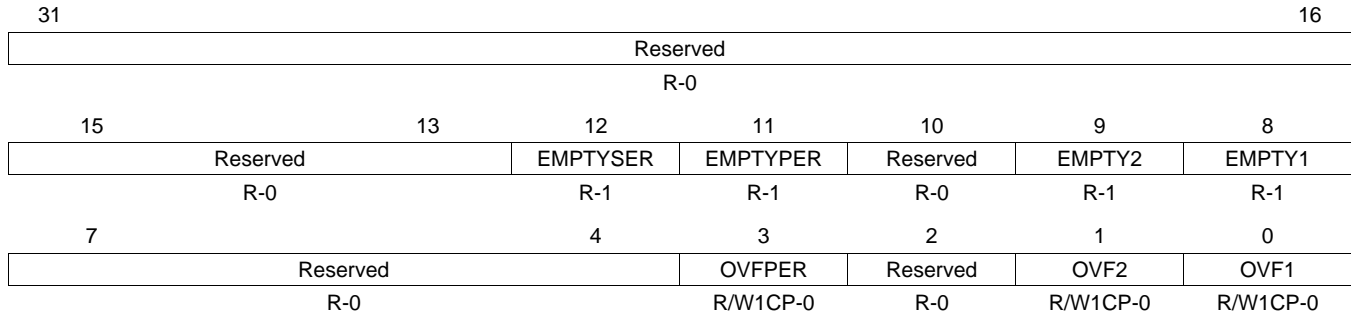 31 16
Reserved
R-0
15 13 12 11 10 9 8
Reserved EMPTYSER EMPTYPER Reserved EMPTY2 EMPTY1
R-0 R-1 R-1 R-0 R-1 R-1
7 4 3 2 1 0
Reserved OVFPER Reserved OVF2 OVF1
R-0 R/W1CP-0 R-0 R/W1CP-0 R/W1CP-0